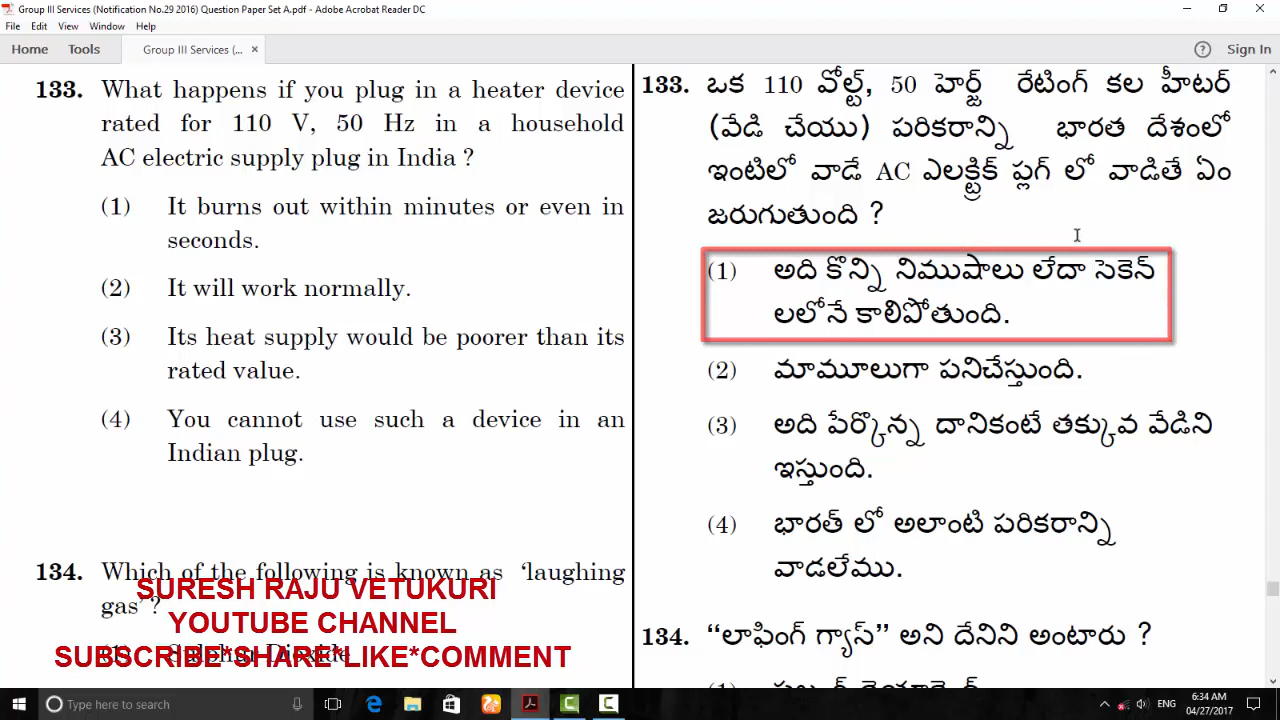 Group III Services (Notification No.29 2016) Question Paper Set A.pdf - Adobe Acrobat Reader DC
File Edit View Window Help
Home Tools Group III Services (... × Sign In
133. What happens if you plug in a heater device
rated for 110 V, 50 Hz in a household
AC electric supply plug in India ?
(1) It burns out within minutes or even in
seconds.
(2) It will work normally.
(3) Its heat supply would be poorer than its
rated value.
(4) You cannot use such a device in an
Indian plug.
134. Which of the following is known as ‘laughing
gas’ ?
(1) Sulphur Dioxide
133. ఒక 110 వోల్ట్, 50 హెర్జ్ రేటింగ్ కల హీటర్
(వేడి చేయు) పరికరాన్ని భారత దేశంలో
ఇంటిలో వాడే AC ఎలక్ట్రిక్ ప్లగ్ లో వాడితే ఏం
జరుగుతుంది ?
(1) అది కొన్ని నిముషాలు లేదా సెకెన్
లలోనే కాలిపోతుంది.
(2) మామూలుగా పనిచేస్తుంది.
(3) అది పేర్కొన్న దానికంటే తక్కువ వేడిని
ఇస్తుంది.
(4) భారత్ లో అలాంటి పరికరాన్ని
వాడలేము.
134. “లాఫింగ్ గ్యాస్” అని దేనిని అంటారు ?
(1)
SURESH RAJU VETUKURI
YOUTUBE CHANNEL
SUBSCRIBE*SHARE*LIKE*COMMENT
Type here to search
ENG
6:34 AM
04/27/2017